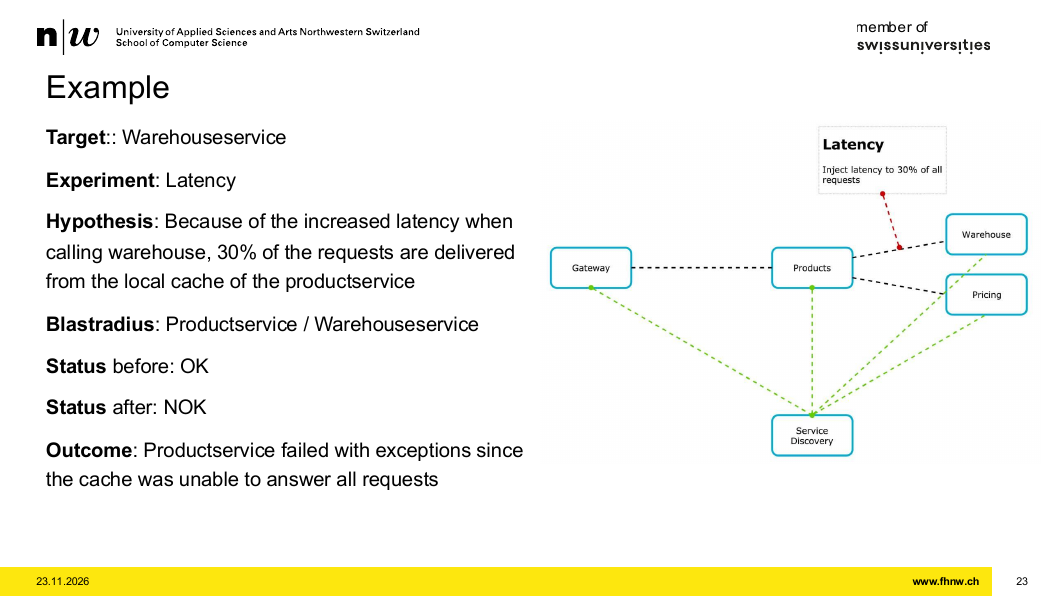 n|w University of Applied Sciences and Arts Northwestern Switzerland
School of Computer Science
member of
swissuniversities
Example
Target:: Warehouseservice
Experiment: Latency
Hypothesis: Because of the increased latency when
calling warehouse, 30% of the requests are delivered
from the local cache of the productservice
Blastradius: Productservice / Warehouseservice
Status before: OK
Status after: NOK
Outcome: Productservice failed with exceptions since
the cache was unable to answer all requests
Latency
Inject latency to 30% of all
requests
Gateway
Products
Warehouse
Pricing
Service
Discovery
23.11.2026
www.fhnw.ch
23